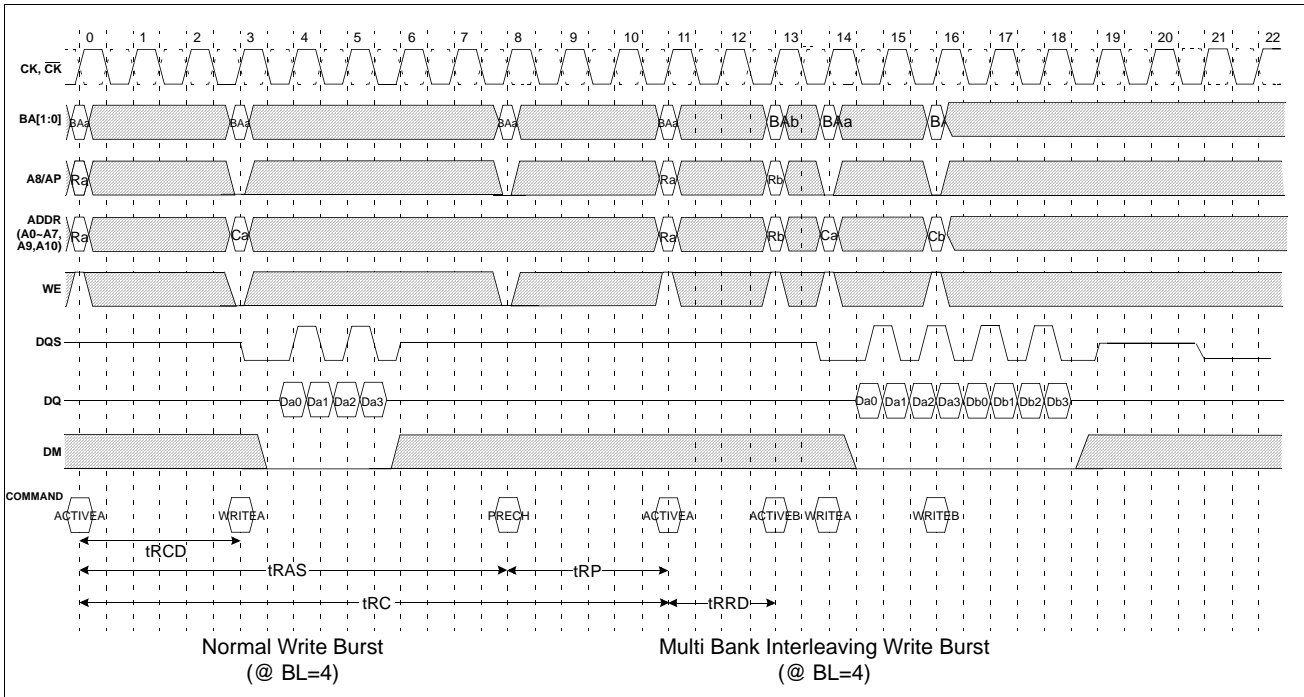 0 1 2 3 4 5 6 7 8 9 10 11 12 13 14 15 16 17 18 19 20 21 22
CK, CK
BA[1:0] BAa BAa BAa BAa BAb BAa BA
A8/AP Ra Ra Rb
ADDR
(A0~A7,
A9,A10)
Ra Ca Ra Rb Ca Cb
WE
DQS
DQ Da0 Da1 Da2 Da3 Da0 Da1 Da2 Da3 Db0 Db1 Db2 Db3
DM
COMMAND
ACTIVEA WRITEA PRECH ACTIVEA ACTIVEB WRITEA WRITEB
tRCD
tRAS tRP
tRC tRRD
Normal Write Burst Multi Bank Interleaving Write Burst
(@ BL=4) (@ BL=4)